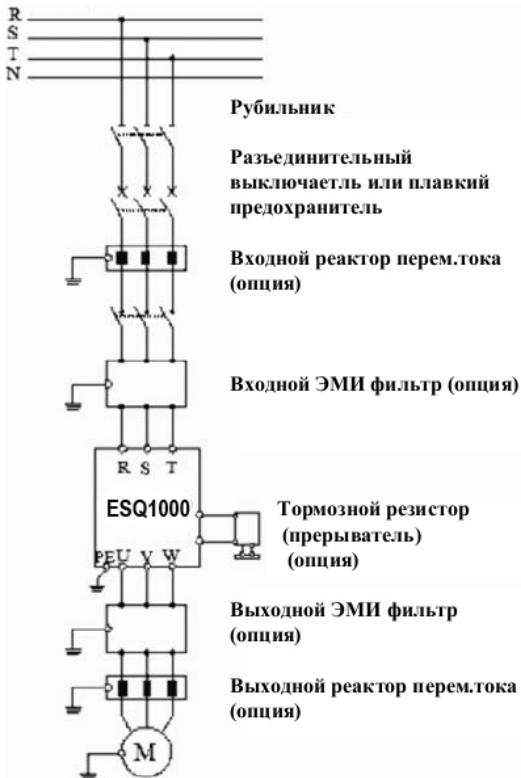 R
S
T
N
Рубильник
Разъединительный
выключаетль или плавкий
предохранитель
Входной реактор перем.тока
(опция)
Входной ЭМИ фильтр (опция)
R S T
ESQ1000
Тормозной резистор
(прерыватель)
(опция)
PE U V W
Выходной ЭМИ фильтр
(опция)
Выходной реактор перем.тока
(опция)
M